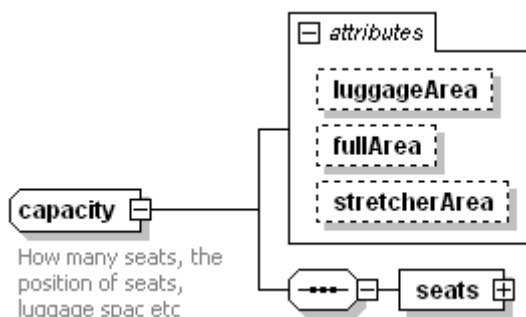 attributes
luggageArea
fullArea
stretcherArea
capacity
How many seats, the
position of seats,
luggage spac etc
seats